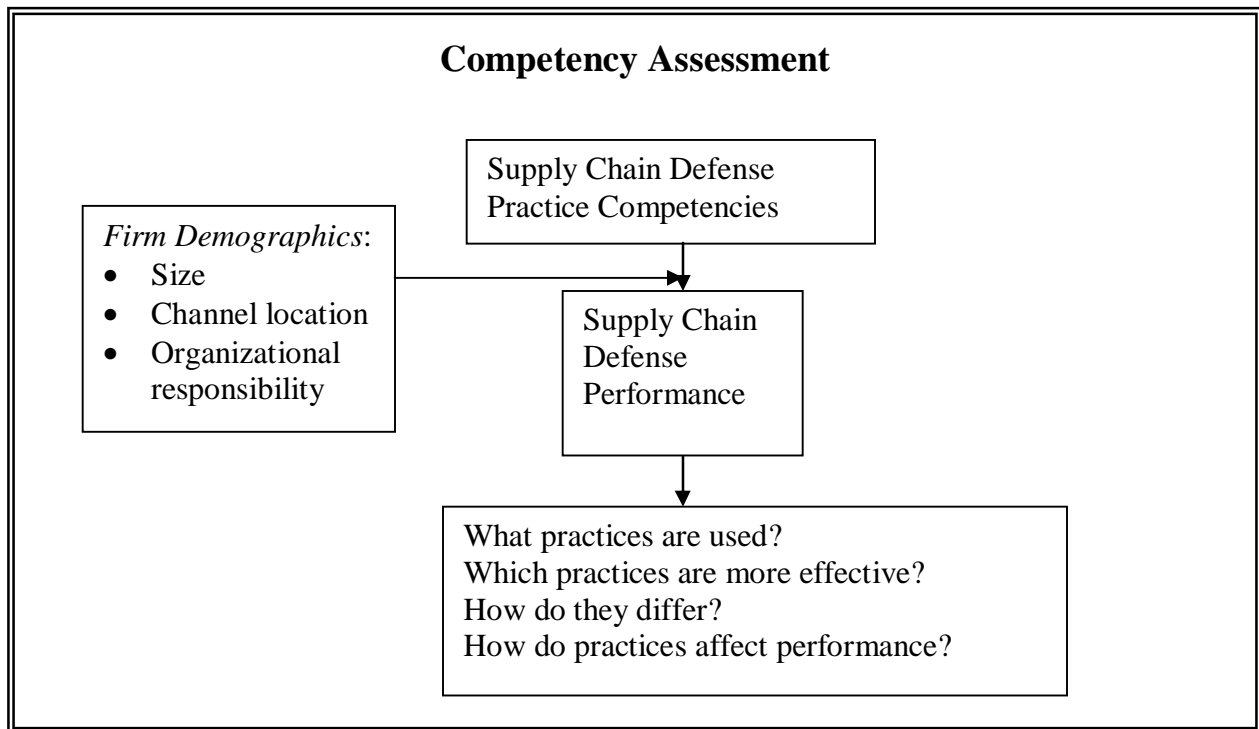 Competency Assessment
Supply Chain Defense
Practice Competencies
Firm Demographics:
• Size
• Channel location
• Organizational
responsibility
Supply Chain
Defense
Performance
What practices are used?
Which practices are more effective?
How do they differ?
How do practices affect performance?